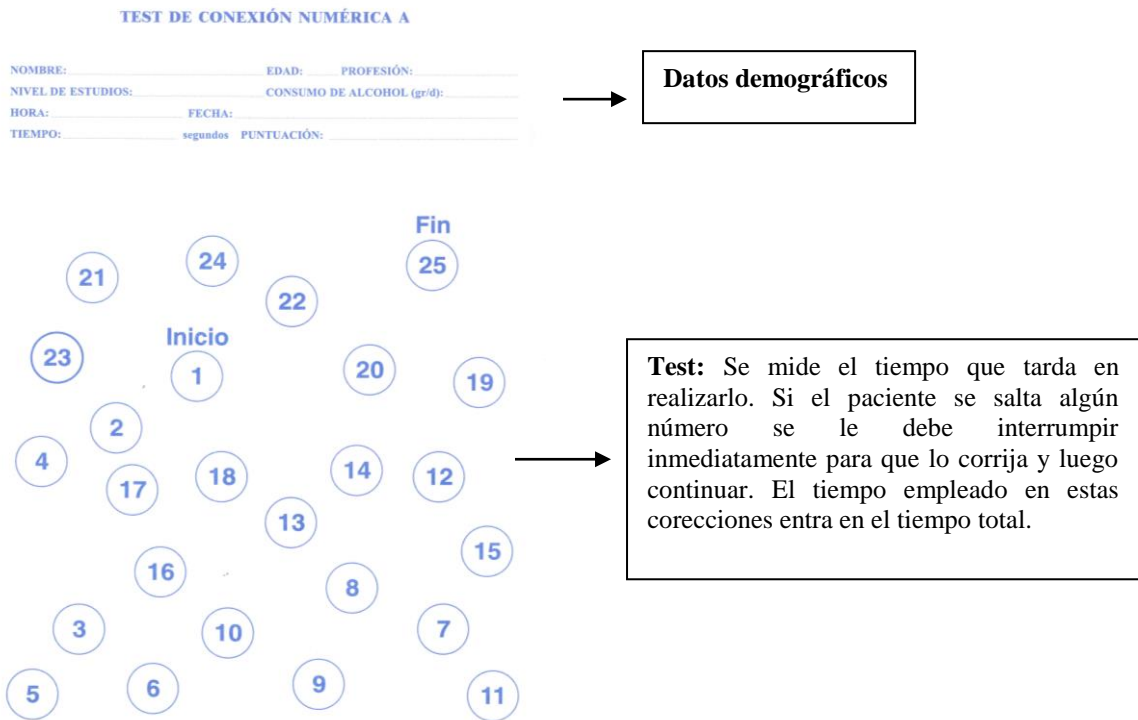 TEST DE CONEXIÓN NUMÉRICA A
NOMBRE: EDAD: PROFESIÓN:
NIVEL DE ESTUDIOS: CONSUMO DE ALCOHOL (gr/d):
HORA: FECHA:
TIEMPO: segundos PUNTUACIÓN:
Datos demográficos
Fin
21 24 25
22
Inicio
23 1 20 19
2
4 17 18 14 12
13
15
16 8
3 10 7
5 6 9 11
Test: Se mide el tiempo que tarda en
realizarlo. Si el paciente se salta algún
número se le debe interrumpir
inmediatamente para que lo corrija y luego
continuar. El tiempo empleado en estas
corecciones entra en el tiempo total.